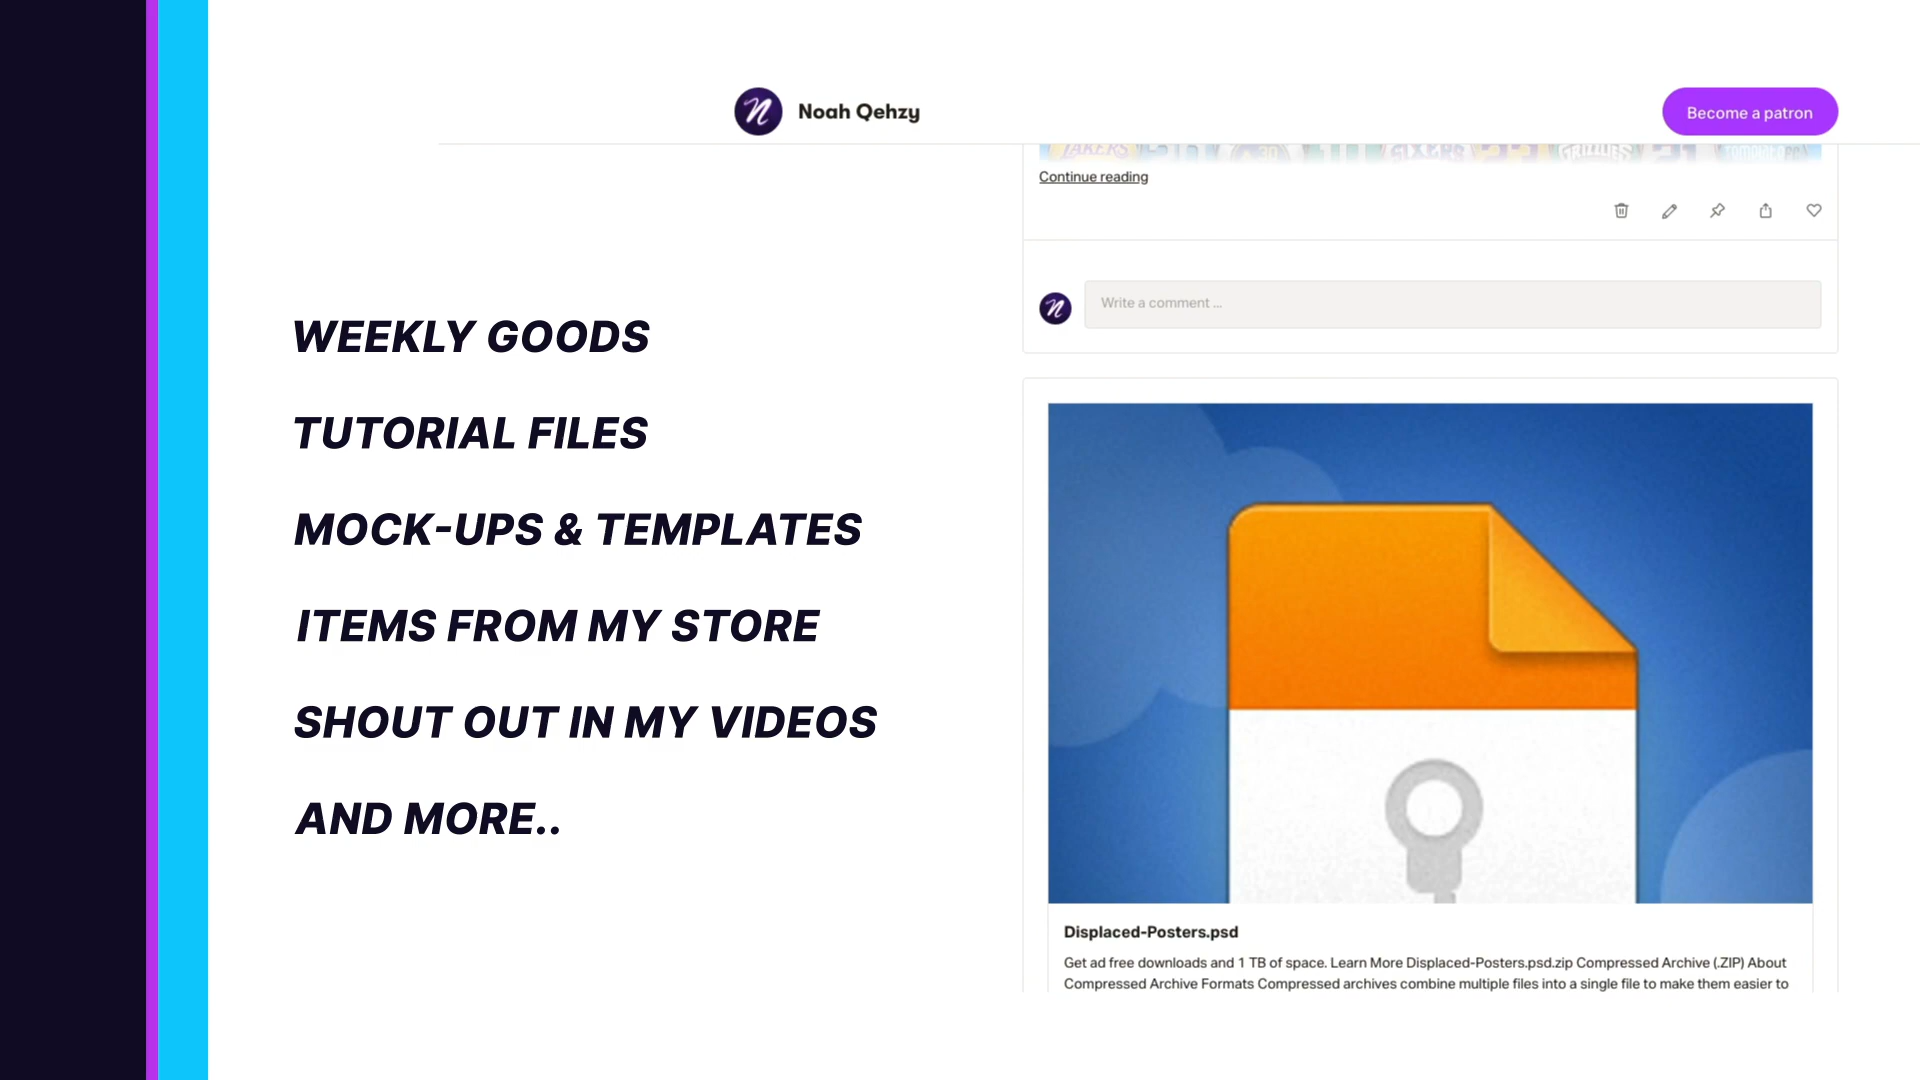 Noah Qehzy
Become a patron
LAKERS
SIXERS
GRIZZLIES
Continue reading
Write a comment ...
WEEKLY GOODS
TUTORIAL FILES
MOCK-UPS & TEMPLATES
ITEMS FROM MY STORE
SHOUT OUT IN MY VIDEOS
AND MORE..
Displaced-Posters.psd
Get ad free downloads and 1 TB of space. Learn More Displaced-Posters.psd.zip Compressed Archive (.ZIP) About
Compressed Archive Formats Compressed archives combine multiple files into a single file to make them easier to